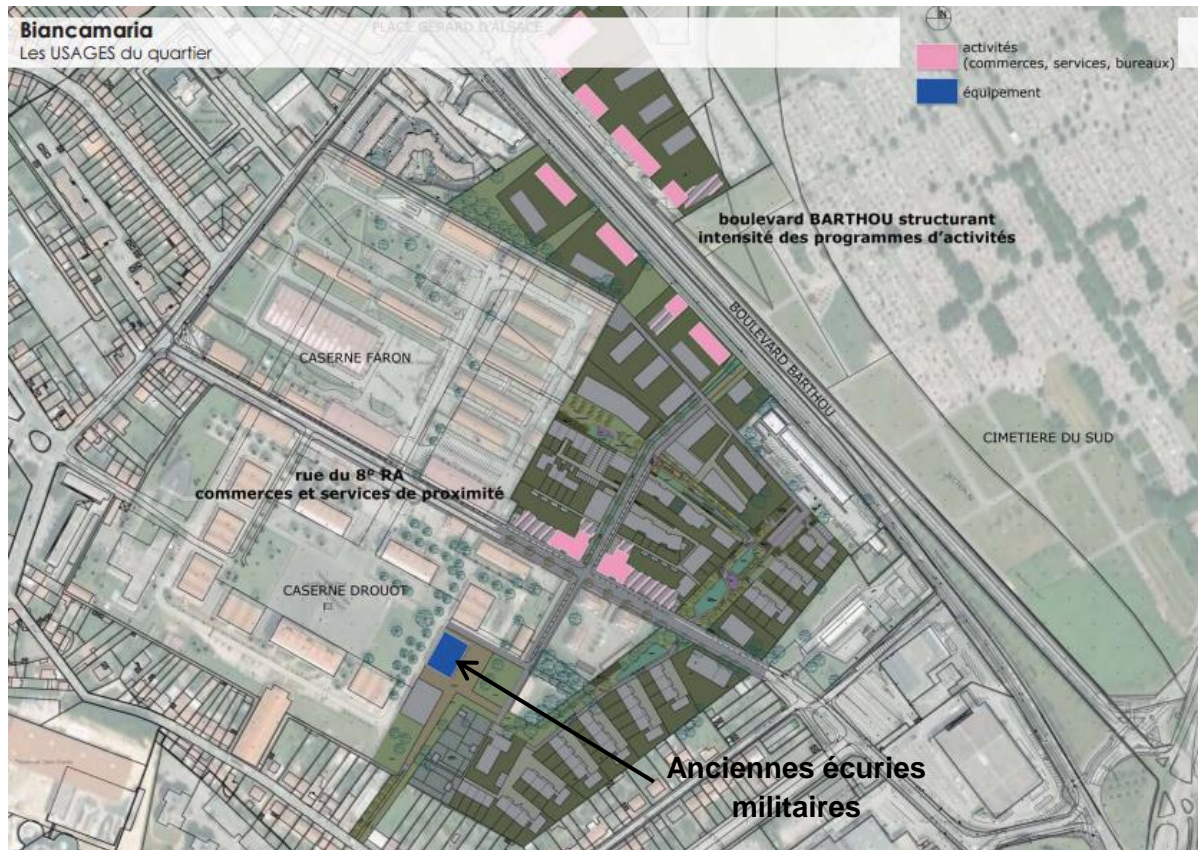 Biancamaria
PLACE GERARD D'ALSACE
Les USAGES du quartier
N
activités
(commerces, services, bureaux)
équipement
boulevard BARTHOU structurant
intensité des programmes d'activités
BOULEVARD BARTHOU
CASERNE FARON
CIMETIERE DU SUD
rue du 8º RA
commerces et services de proximité
CASERNE DROUOT
Anciennes écuries
militaires